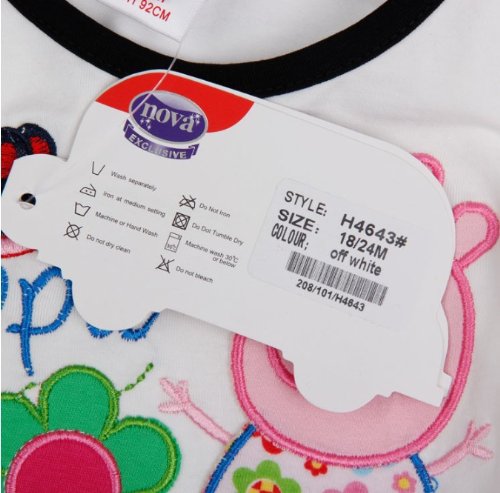 92CM
nova
EXCLUSIVE
Wash separately
Iron at medium setting
Machine or Hand Wash
Do not dry clean
Do Not Iron
Do Not Tumble Dry
Machine wash 30°C
or below
Do not bleach
STYLE: H4643#
SIZE: 18/24M
COLOUR: off white
208/101/H4643